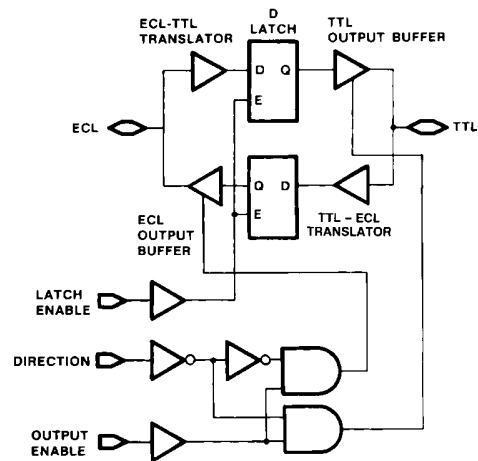 ECL-TTL
TRANSLATOR
D
LATCH
TTL
OUTPUT BUFFER
D Q
E
ECL
TTL
Q D
E
ECL
OUTPUT
BUFFER
TTL – ECL
TRANSLATOR
LATCH
ENABLE
DIRECTION
OUTPUT
ENABLE